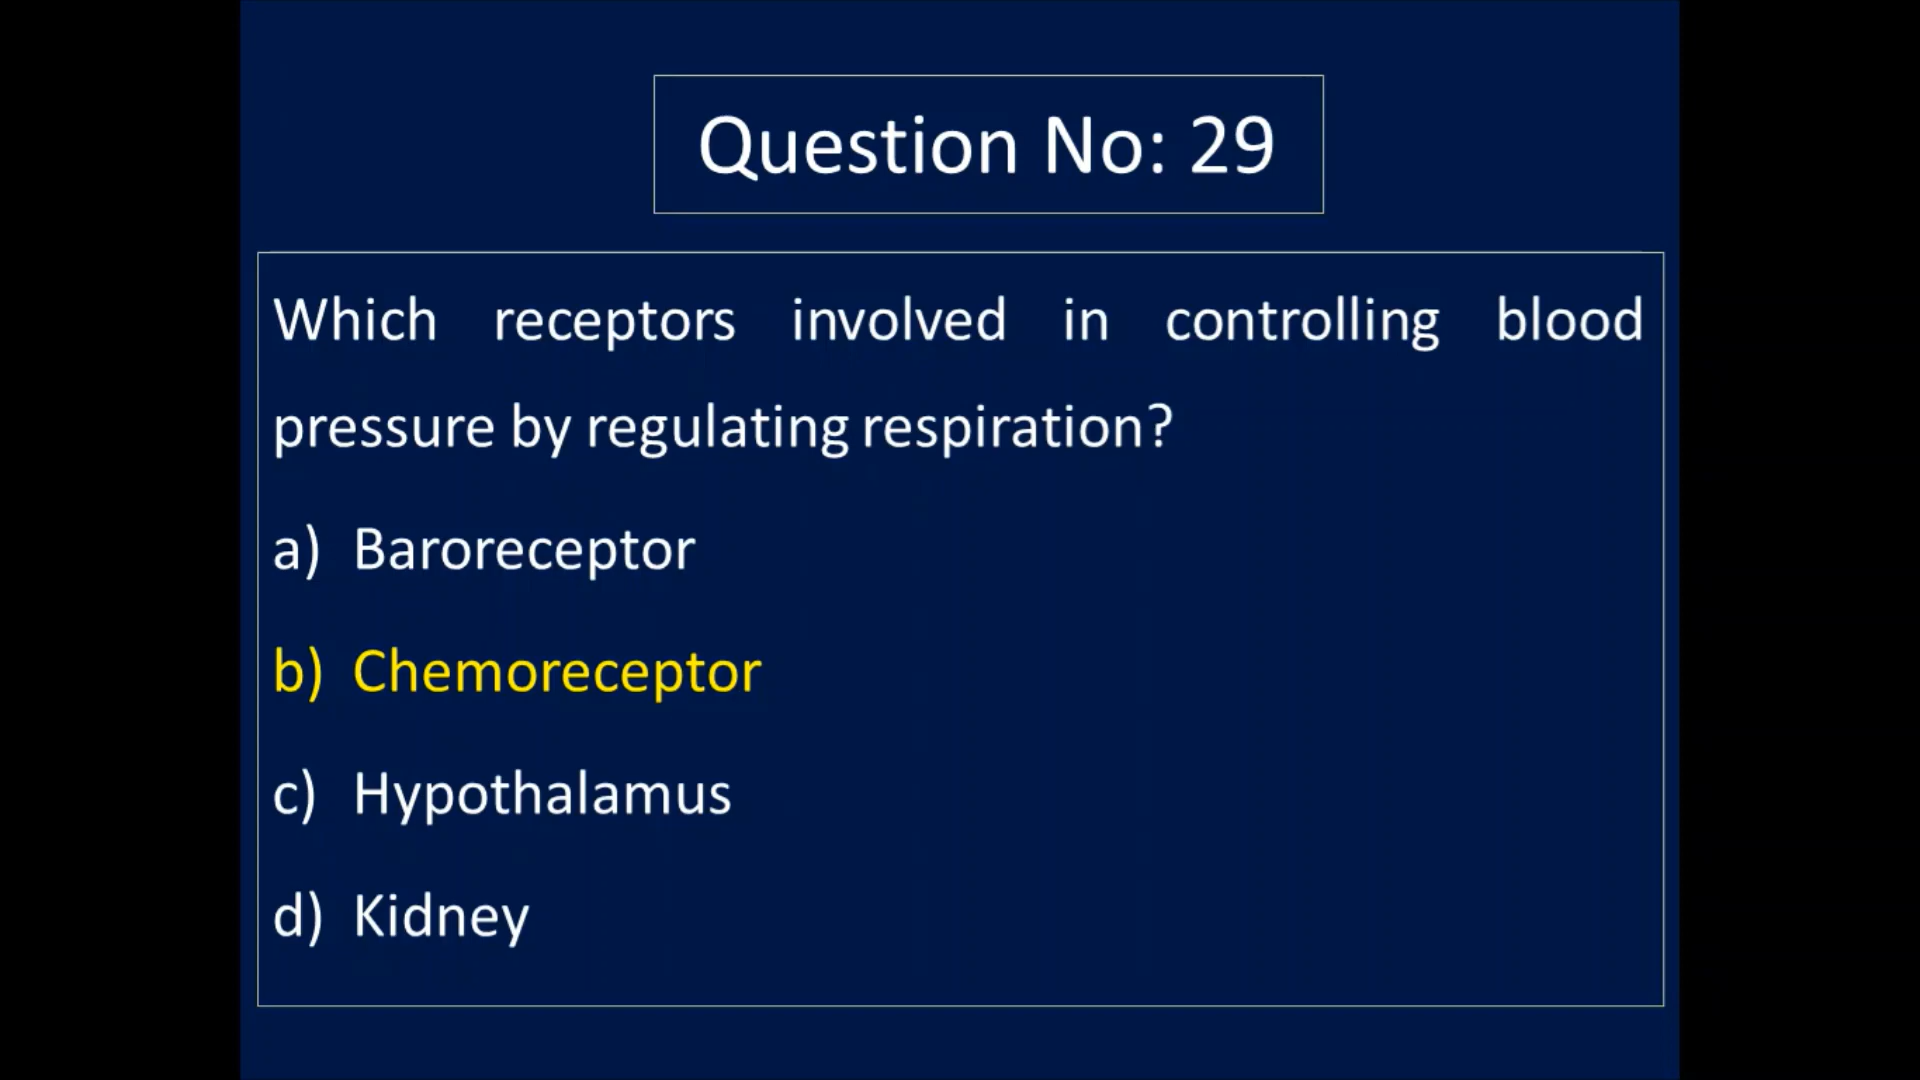 Question No: 29
Which receptors involved in controlling blood
pressure by regulating respiration?
a) Baroreceptor
b) Chemoreceptor
c) Hypothalamus
d) Kidney